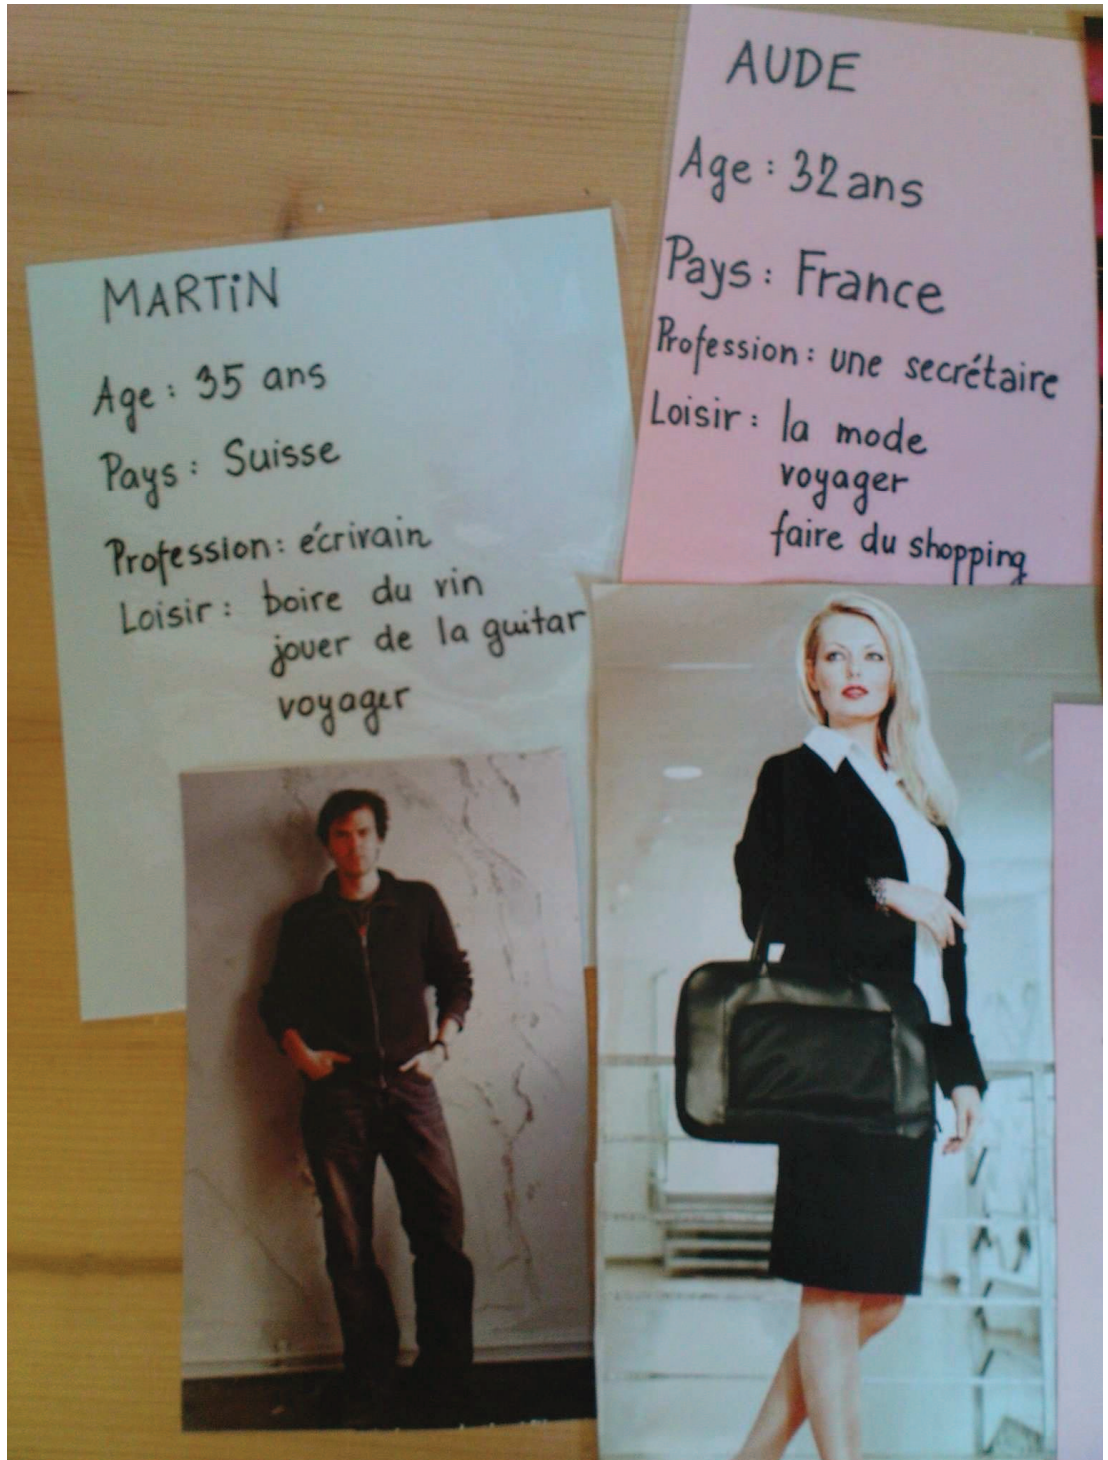 MARTiN
Age : 35 ans
Pays : Suisse
Profession : écrivain
Loisir : boire du vin
jouer de la guitar
voyager
AUDE
Age : 32 ans
Pays : France
Profession : une secrétaire
Loisir : la mode
voyager
faire du shopping